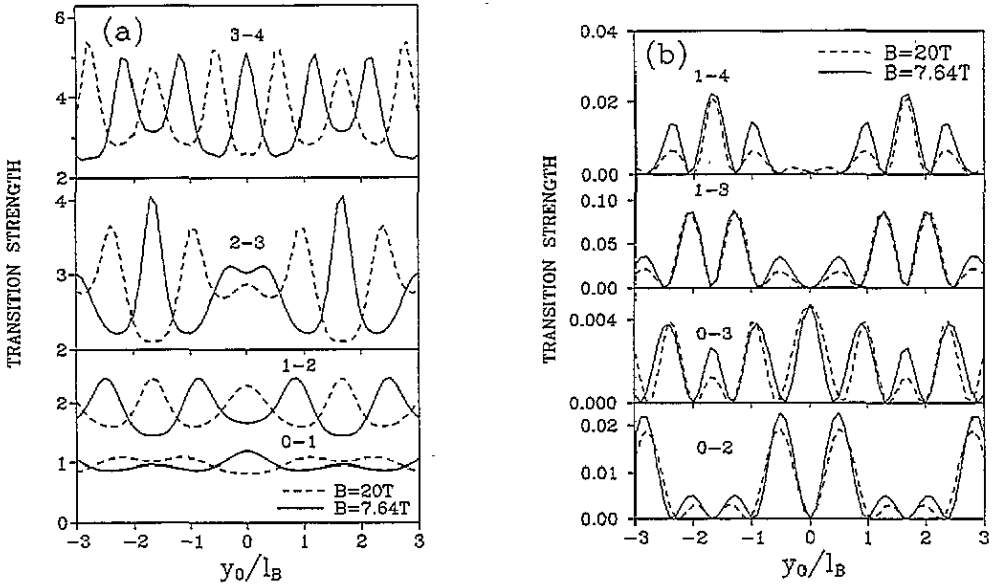 (a)
3-4
6
4
2
TRANSITION STRENGTH
2-3
4
3
2
1-2
2
0-1
1
B=20T
B=7.64T
0
-3 -2 -1 0 1 2 3
y₀/l_B
(b)
B=20T
B=7.64T
0.04
1-4
0.02
0.00
TRANSITION STRENGTH
1-3
0.10
0.05
0.00
0-3
0.004
0.000
0-2
0.02
0.01
0.00
-3 -2 -1 0 1 2 3
y₀/l_B